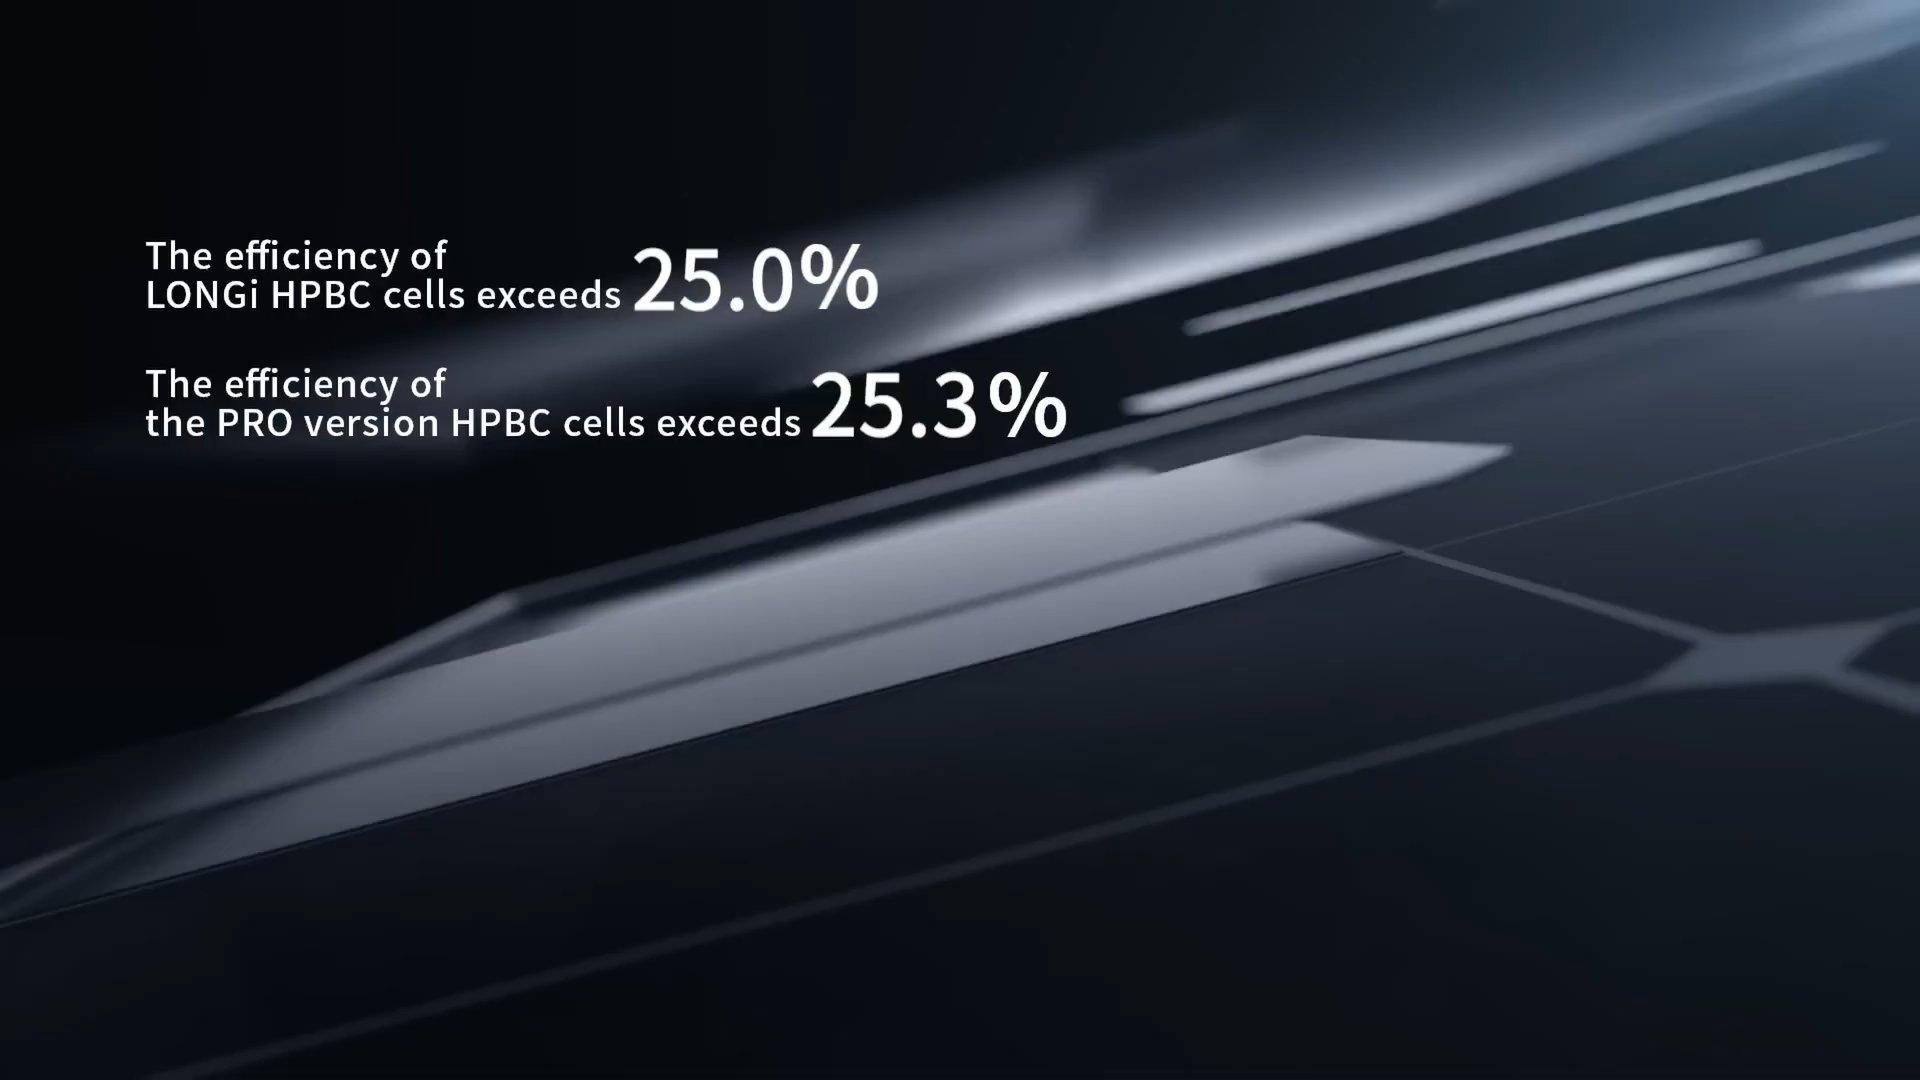 The efficiency of
LONGi HPBC cells exceeds 25.0%
The efficiency of
the PRO version HPBC cells exceeds 25.3%